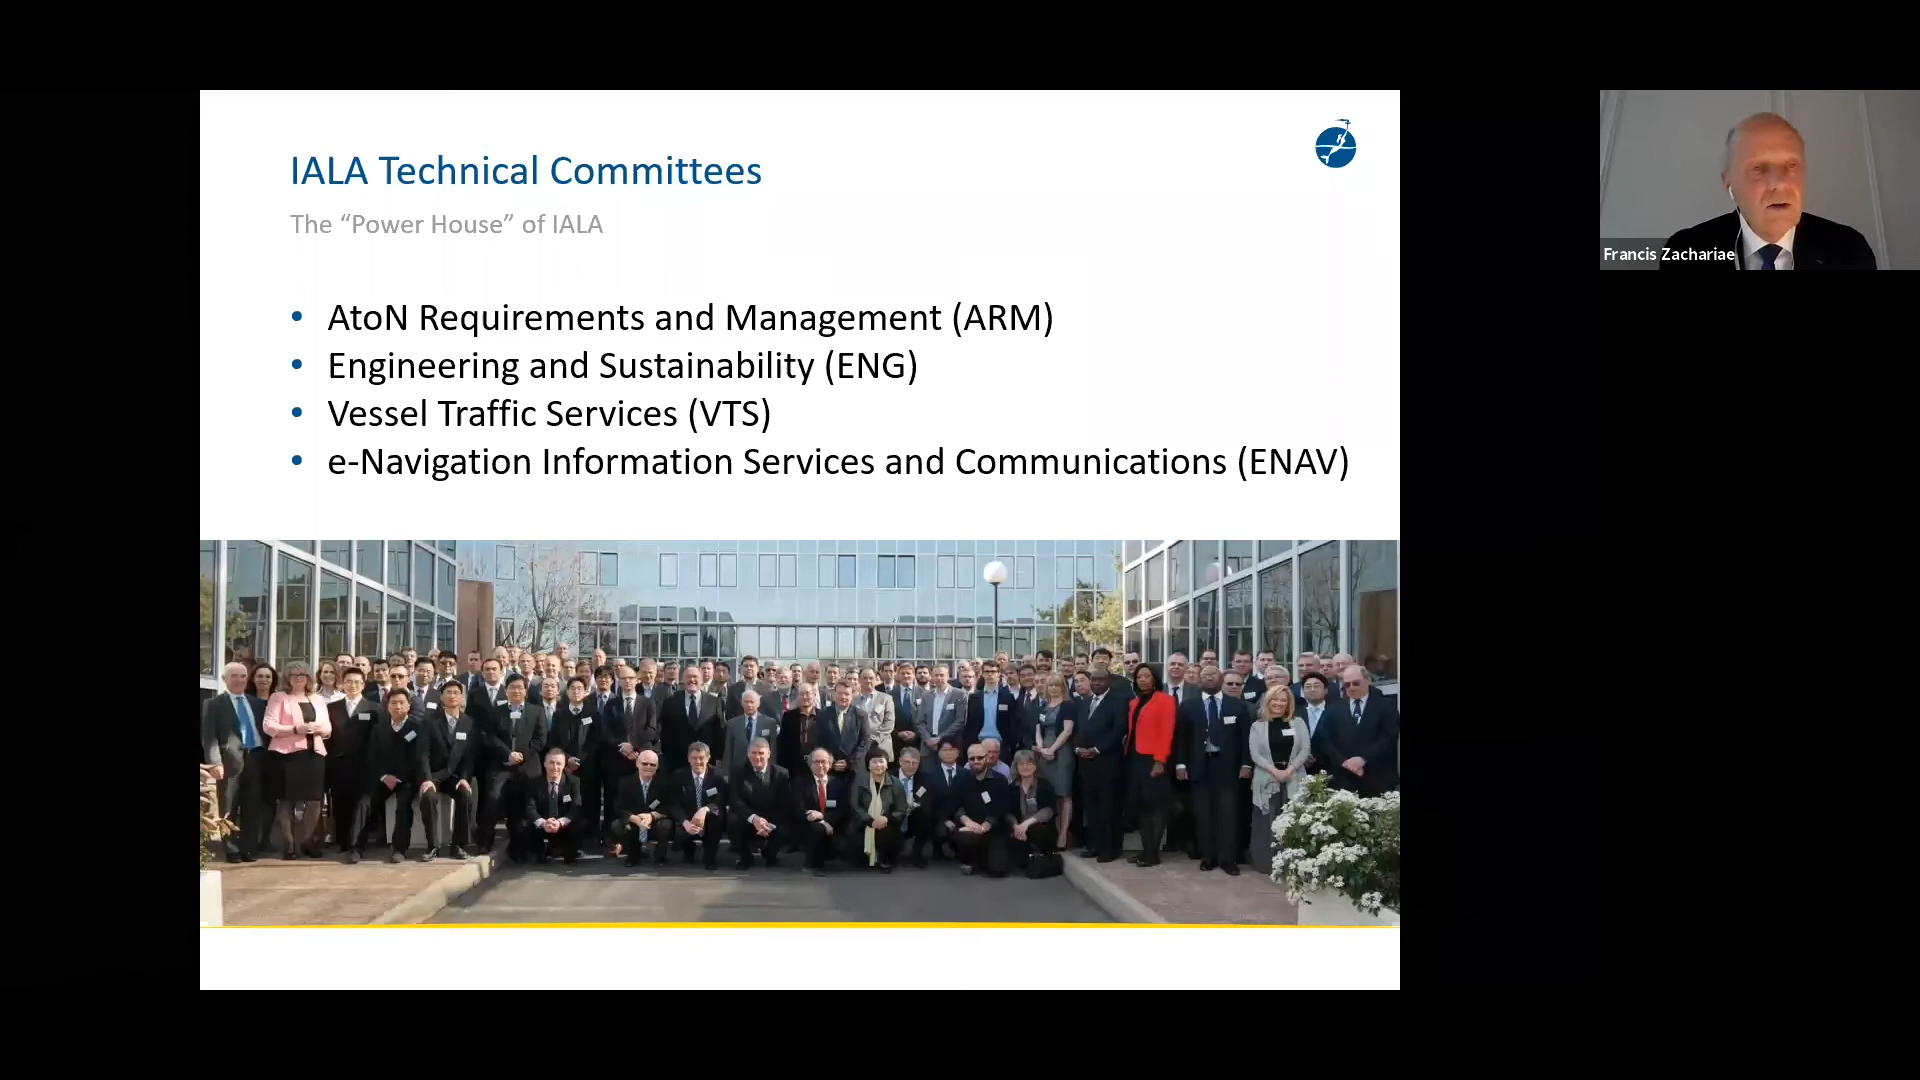 IALA Technical Committees
The “Power House” of IALA
• AtoN Requirements and Management (ARM)
• Engineering and Sustainability (ENG)
• Vessel Traffic Services (VTS)
• e-Navigation Information Services and Communications (ENAV)
Francis Zachariae